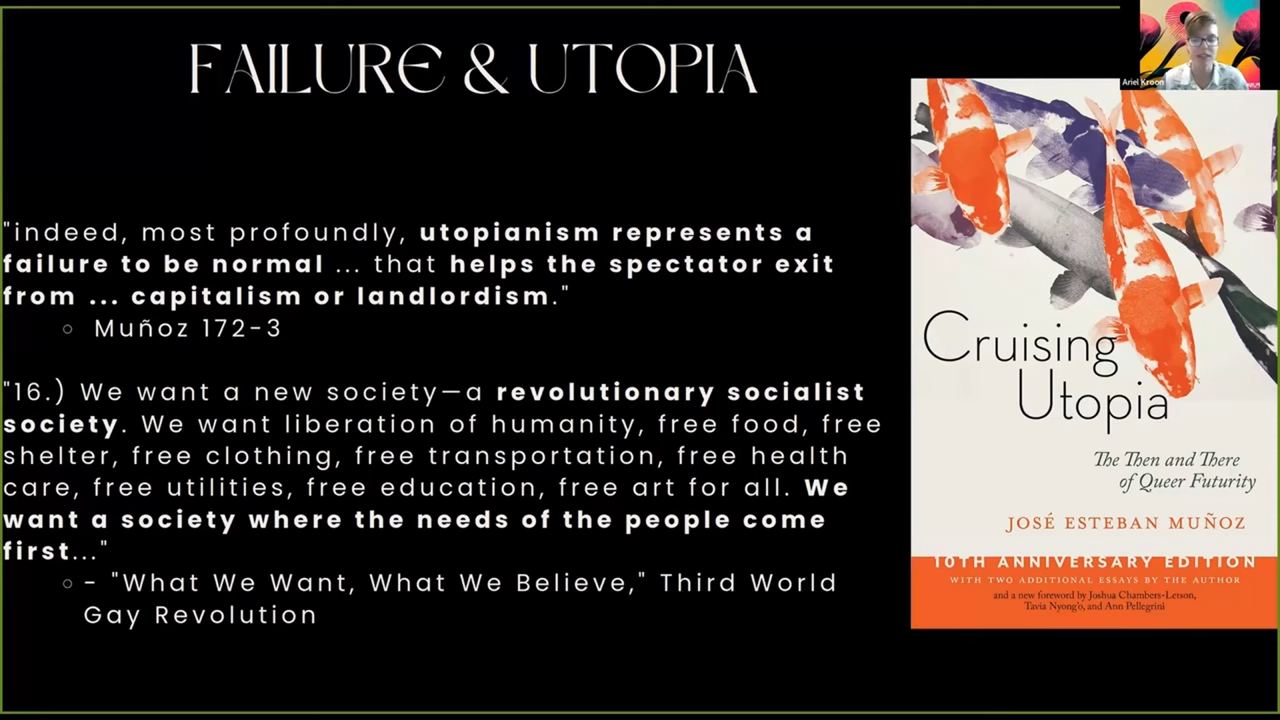 FAILURE & UTOPIA
Ariel Kroon
"indeed, most profoundly, utopianism represents a
failure to be normal ... that helps the spectator exit
from ... capitalism or landlordism."
Muñoz 172-3
"16.) We want a new society—a revolutionary socialist
society. We want liberation of humanity, free food, free
shelter, free clothing, free transportation, free health
care, free utilities, free education, free art for all. We
want a society where the needs of the people come
first..."
- "What We Want, What We Believe," Third World
Gay Revolution
Cruising
Utopia
The Then and There
of Queer Futurity
JOSÉ ESTEBAN MUÑOZ
10TH ANNIVERSARY EDITION
WITH TWO ADDITIONAL ESSAYS BY THE AUTHOR
and a new foreword by Joshua Chambers-Letson,
Tavia Nyong'o, and Ann Pellegrini